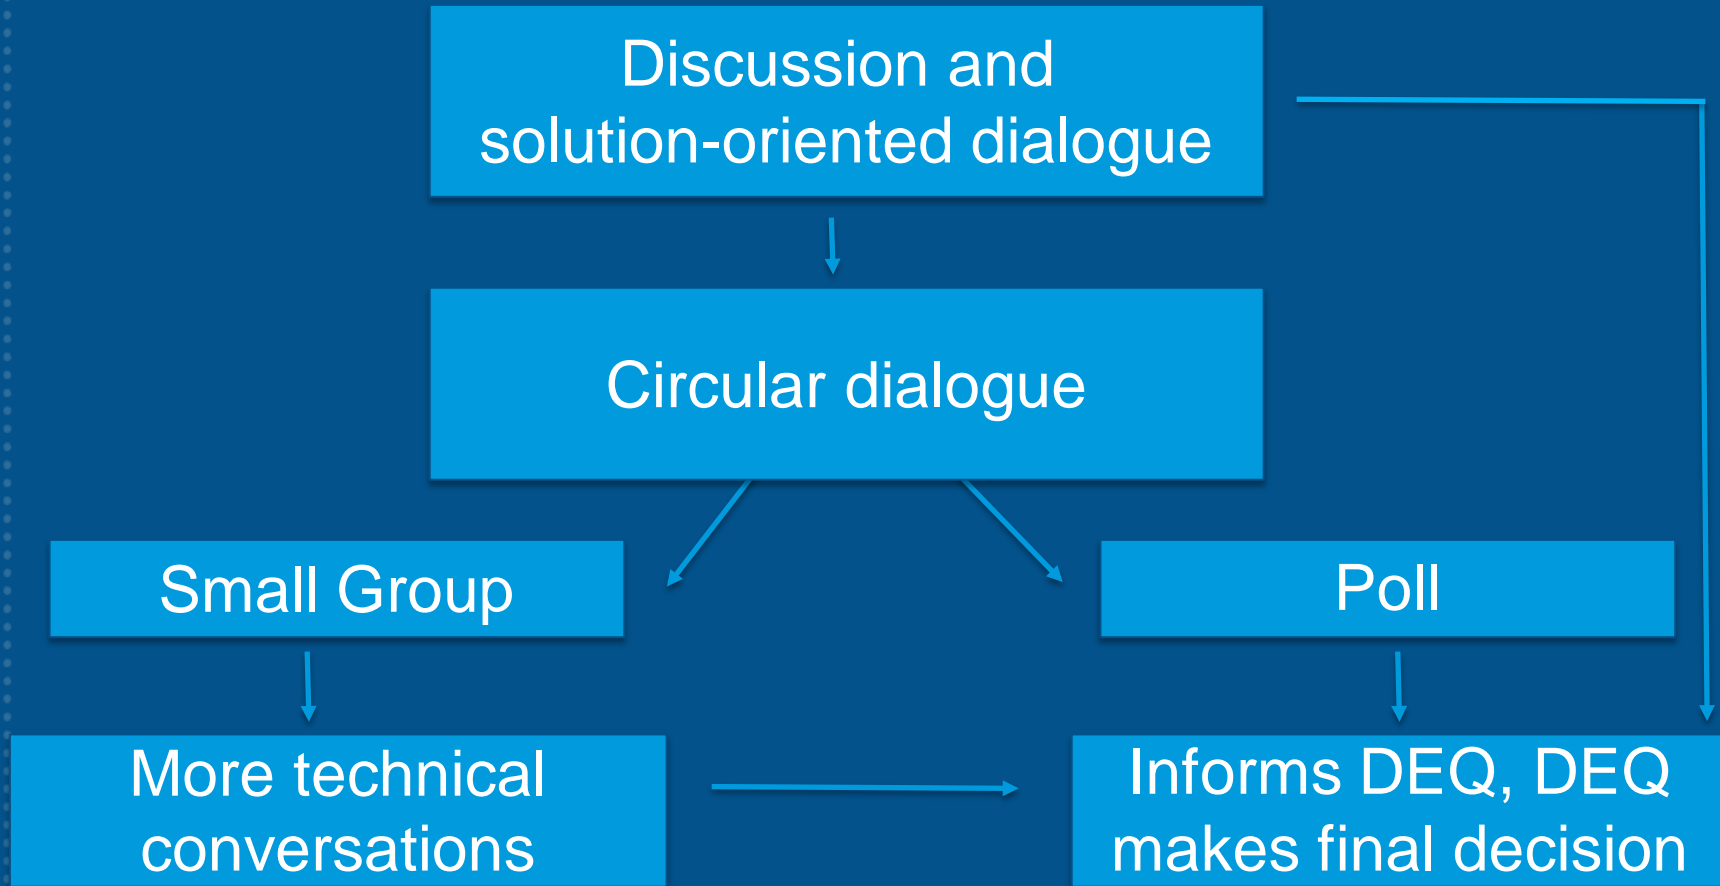 Discussion and
solution-oriented dialogue
Circular dialogue
Small Group
Poll
More technical
conversations
Informs DEQ, DEQ
makes final decision